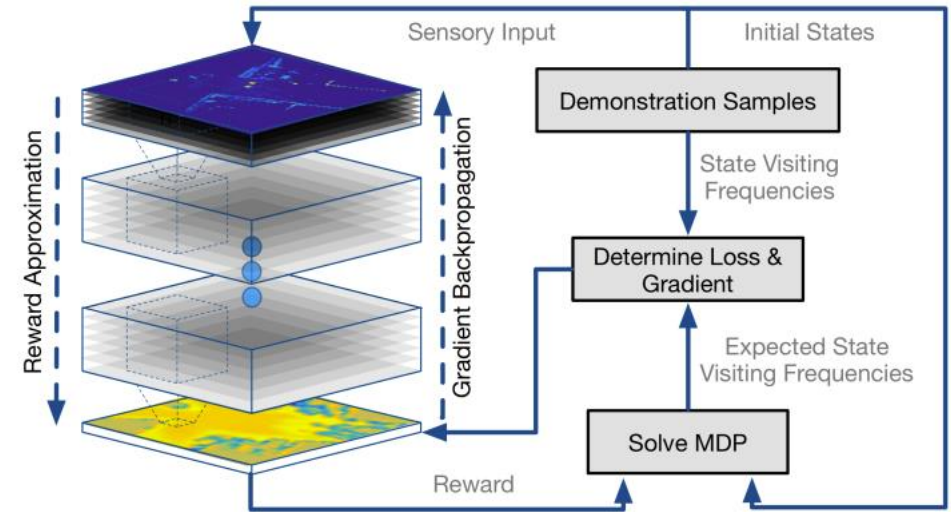 Sensory Input
Initial States
Demonstration Samples
State Visiting
Frequencies
Reward Approximation
Gradient Backpropagation
Determine Loss &
Gradient
Expected State
Visiting Frequencies
Solve MDP
Reward